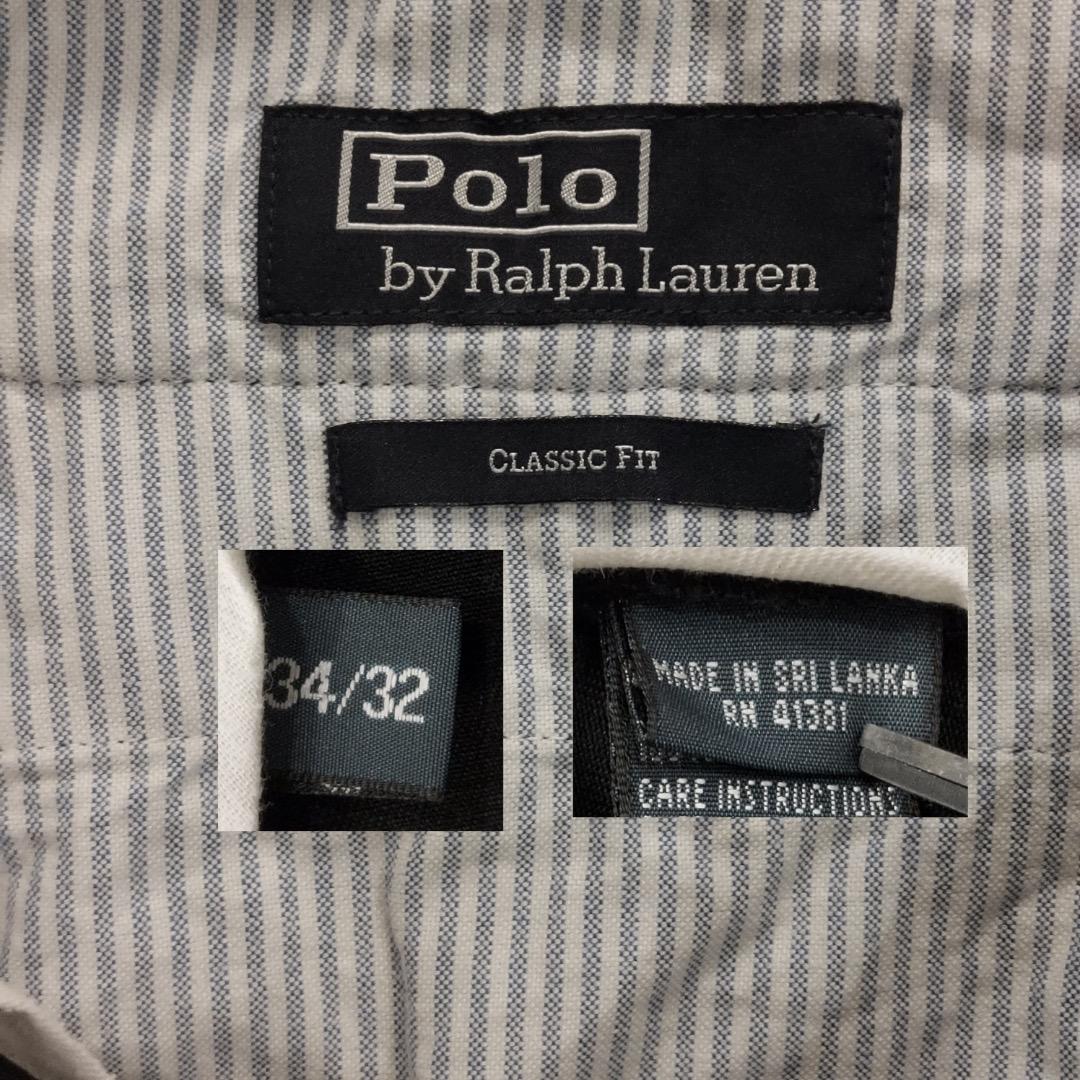 Polo
by Ralph Lauren
CLASSIC FIT
34/32
MADE IN SRI LANKA
RN 41381
CARE INSTRUCTIONS